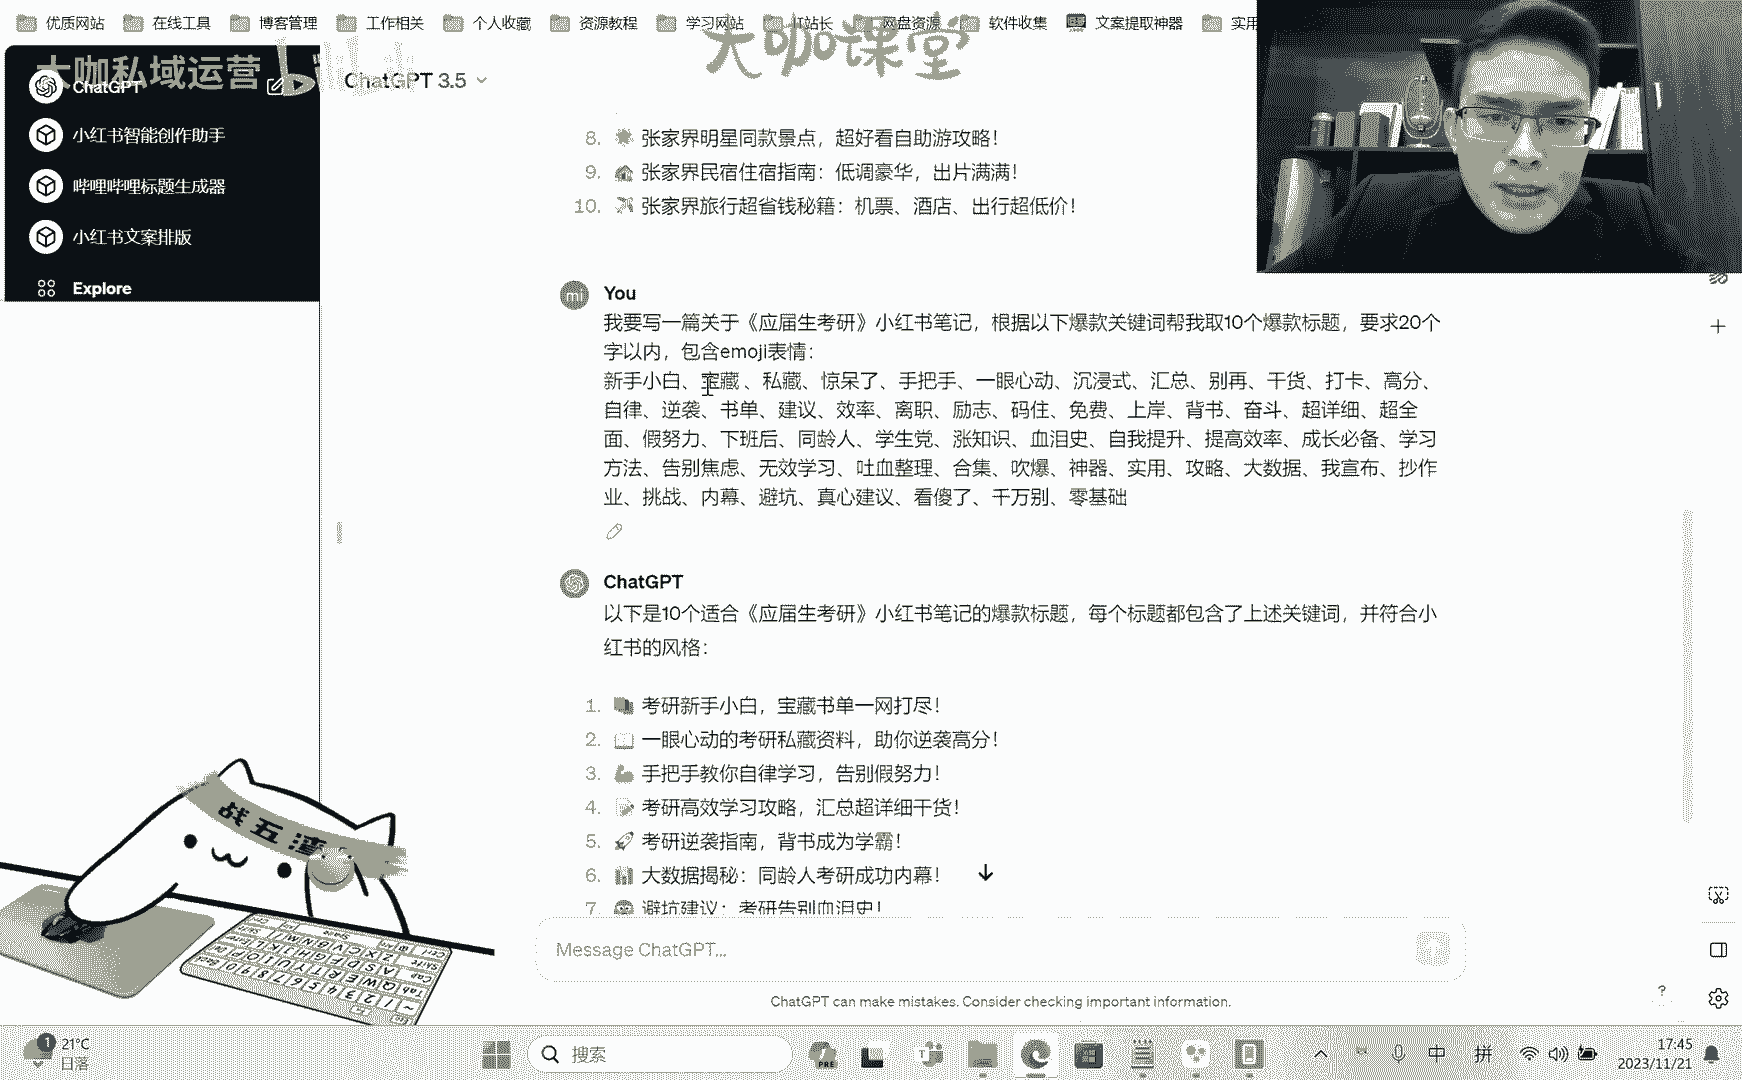 优质网站
在线工具
博客管理
工作相关
个人收藏
资源教程
学习网站
IT站长
网盘资源
软件收集
文案提取神器
实用
大咖课堂
大咖私域运营
ChatGPT
小红书智能创作助手
哔哩哔哩标题生成器
小红书文案排版
Explore
ChatGPT 3.5
8. 张家界明星同款景点，超好看自助游攻略！
9. 张家界民宿住宿指南：低调豪华，出片满满！
10. 张家界旅行超省钱秘籍：机票、酒店、出行超低价！
mi
You
我要写一篇关于《应届生考研》小红书笔记，根据以下爆款关键词帮我取10个爆款标题，要求20个
字以内，包含emoji表情：
新手小白、宝藏 、私藏、惊呆了、手把手、一眼心动、沉浸式、汇总、别再、干货、打卡、高分、
自律、逆袭、书单、建议、效率、离职、励志、码住、免费、上岸、背书、奋斗、超详细、超全
面、假努力、下班后、同龄人、学生党、涨知识、血泪史、自我提升、提高效率、成长必备、学习
方法、告别焦虑、无效学习、吐血整理、合集、吹爆、神器、实用、攻略、大数据、我宣布、抄作
业、挑战、内幕、避坑、真心建议、看傻了、千万别、零基础
ChatGPT
以下是10个适合《应届生考研》小红书笔记的爆款标题，每个标题都包含了上述关键词，并符合小
红书的风格：
1. 考研新手小白，宝藏书单一网打尽！
2. 一眼心动的考研私藏资料，助你逆袭高分！
3. 手把手教你自律学习，告别假努力！
4. 考研高效学习攻略，汇总超详细干货！
5. 考研逆袭指南，背书成为学霸！
6. 大数据揭秘：同龄人考研成功内幕！
7. 避坑建议：考研告别血泪史！
战五渣
Message ChatGPT...
ChatGPT can make mistakes. Consider checking important information.
?
1
21°C
日落
搜索
PRE
中
拼
17:45
2023/11/21